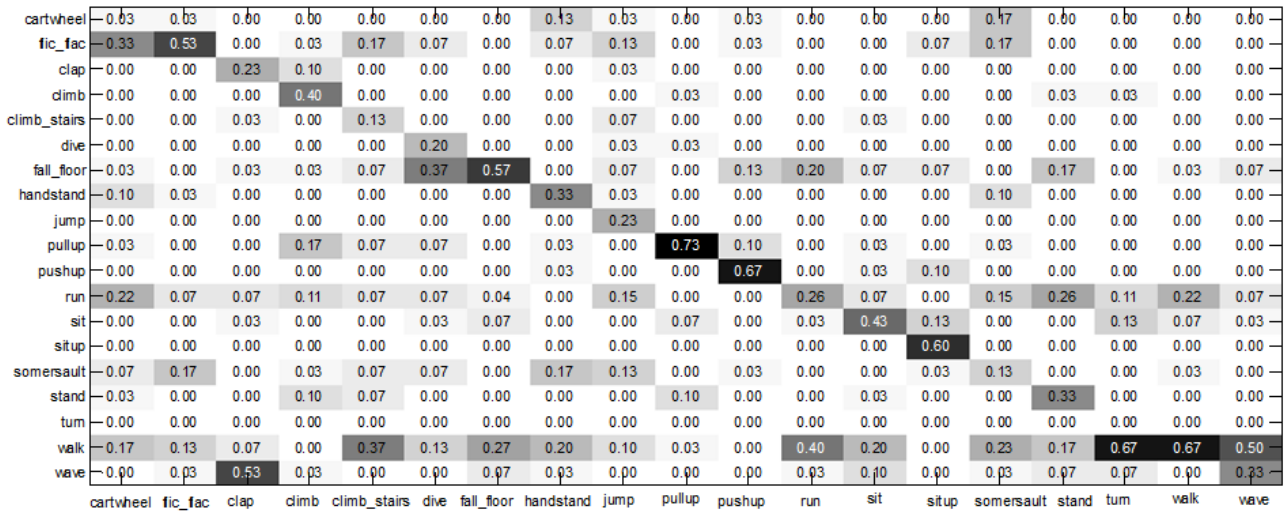 cartwheel 0.03 0.03 0.00 0.00 0.00 0.00 0.00 0.13 0.03 0.00 0.00 0.00 0.00 0.00 0.17 0.00 0.00 0.00 0.00
flic_flac 0.33 0.53 0.00 0.03 0.17 0.07 0.00 0.07 0.13 0.00 0.03 0.00 0.00 0.07 0.17 0.00 0.00 0.00 0.00
clap 0.00 0.00 0.23 0.10 0.00 0.00 0.00 0.00 0.03 0.00 0.00 0.00 0.00 0.00 0.00 0.00 0.00 0.00 0.00
climb 0.00 0.00 0.00 0.40 0.00 0.00 0.00 0.00 0.00 0.03 0.00 0.00 0.00 0.00 0.00 0.03 0.03 0.00 0.00
climb_stairs 0.00 0.00 0.03 0.00 0.13 0.00 0.00 0.00 0.07 0.00 0.00 0.00 0.03 0.00 0.00 0.00 0.00 0.00 0.00
dive 0.00 0.00 0.00 0.00 0.00 0.20 0.00 0.00 0.03 0.03 0.00 0.00 0.00 0.00 0.00 0.00 0.00 0.00 0.00
fall_floor 0.00 0.00 0.03 0.03 0.07 0.37 0.57 0.00 0.07 0.00 0.13 0.20 0.07 0.07 0.00 0.17 0.00 0.03 0.07
handstand 0.10 0.03 0.00 0.00 0.00 0.00 0.00 0.33 0.03 0.00 0.00 0.00 0.00 0.00 0.10 0.00 0.00 0.00 0.00
jump 0.00 0.00 0.00 0.00 0.00 0.00 0.00 0.00 0.23 0.00 0.00 0.00 0.00 0.00 0.00 0.00 0.00 0.00 0.00
pullup 0.03 0.00 0.00 0.17 0.07 0.07 0.00 0.03 0.00 0.73 0.10 0.00 0.03 0.00 0.03 0.00 0.00 0.00 0.00
pushup 0.00 0.00 0.00 0.00 0.00 0.00 0.00 0.03 0.00 0.00 0.67 0.00 0.03 0.10 0.00 0.00 0.00 0.00 0.00
run 0.22 0.07 0.07 0.11 0.07 0.07 0.04 0.00 0.15 0.00 0.00 0.26 0.07 0.00 0.15 0.26 0.11 0.22 0.07
sit 0.00 0.00 0.03 0.00 0.00 0.03 0.07 0.00 0.00 0.07 0.00 0.03 0.43 0.13 0.00 0.00 0.13 0.07 0.03
situp 0.00 0.00 0.00 0.00 0.00 0.00 0.00 0.00 0.00 0.00 0.00 0.00 0.00 0.60 0.00 0.00 0.00 0.00 0.00
somersault 0.07 0.17 0.00 0.03 0.07 0.07 0.00 0.17 0.13 0.00 0.03 0.00 0.00 0.03 0.13 0.00 0.00 0.03 0.00
stand 0.03 0.00 0.00 0.10 0.07 0.00 0.00 0.00 0.00 0.10 0.00 0.00 0.03 0.00 0.00 0.33 0.00 0.00 0.00
turn 0.00 0.00 0.00 0.00 0.00 0.00 0.00 0.00 0.00 0.00 0.00 0.00 0.00 0.00 0.00 0.00 0.00 0.00 0.00
walk 0.17 0.13 0.07 0.00 0.37 0.13 0.27 0.20 0.10 0.03 0.00 0.40 0.20 0.00 0.23 0.17 0.67 0.67 0.50
wave 0.00 0.03 0.53 0.03 0.00 0.00 0.07 0.03 0.00 0.00 0.00 0.03 0.10 0.00 0.03 0.07 0.07 0.00 0.33
cartwheel flic_flac clap climb climb_stairs dive fall_floor handstand jump pullup pushup run sit situp somersault stand turn walk wave